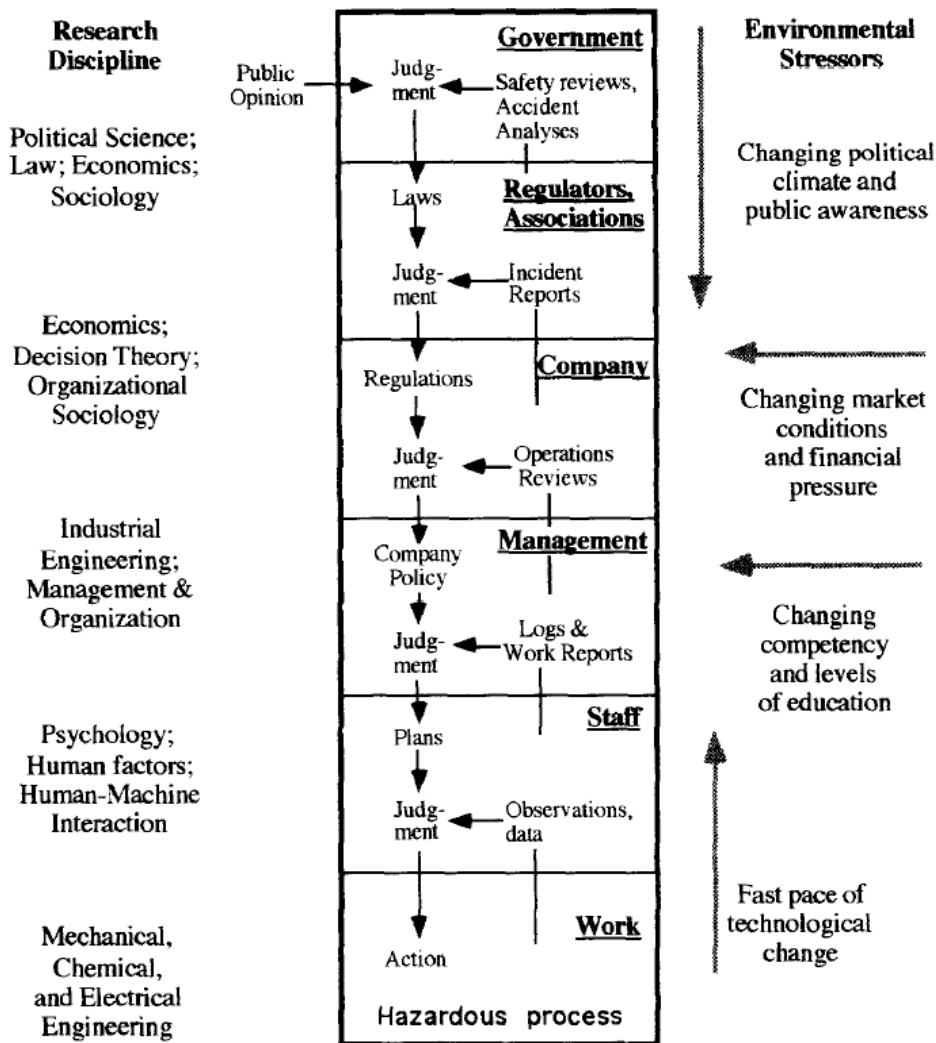 Research
Discipline
Political Science;
Law; Economics;
Sociology
Economics;
Decision Theory;
Organizational
Sociology
Industrial
Engineering;
Management &
Organization
Psychology;
Human factors;
Human-Machine
Interaction
Mechanical,
Chemical,
and Electrical
Engineering
Public
Opinion
Government
Judg-
ment
Safety reviews,
Accident
Analyses
Laws
Regulators,
Associations
Judg-
ment
Incident
Reports
Company
Regulations
Judg-
ment
Operations
Reviews
Management
Company
Policy
Judg-
ment
Logs &
Work Reports
Staff
Plans
Judg-
ment
Observations,
data
Work
Action
Hazardous process
Environmental
Stressors
Changing political
climate and
public awareness
Changing market
conditions
and financial
pressure
Changing
competency
and levels
of education
Fast pace of
technological
change